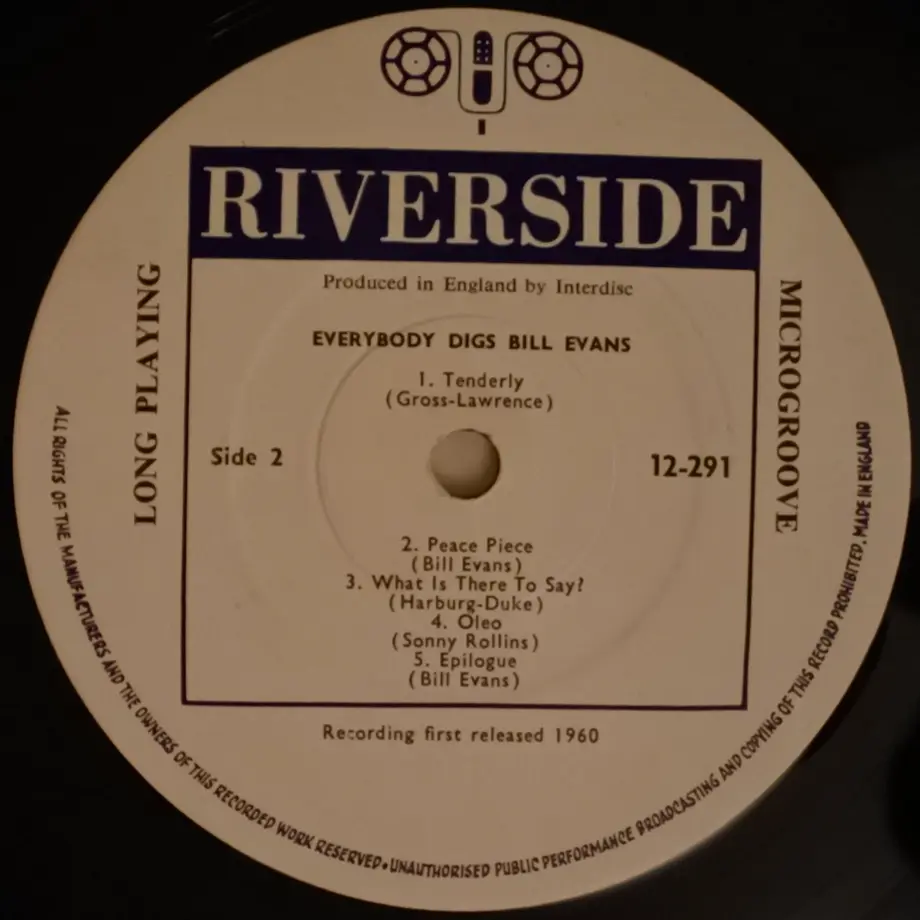 RIVERSIDE
Produced in England by Interdisc
LONG PLAYING
MICROGROOVE
EVERYBODY DIGS BILL EVANS
1. Tenderly
(Gross-Lawrence)
Side 2
12-291
2. Peace Piece
(Bill Evans)
3. What Is There To Say?
(Harburg-Duke)
4. Oleo
(Sonny Rollins)
5. Epilogue
(Bill Evans)
Recording first released 1960
ALL RIGHTS OF THE MANUFACTURERS AND THE OWNERS OF THIS RECORDED WORK RESERVED • UNAUTHORISED PUBLIC PERFORMANCE BROADCASTING AND COPYING OF THIS RECORD PROHIBITED. MADE IN ENGLAND